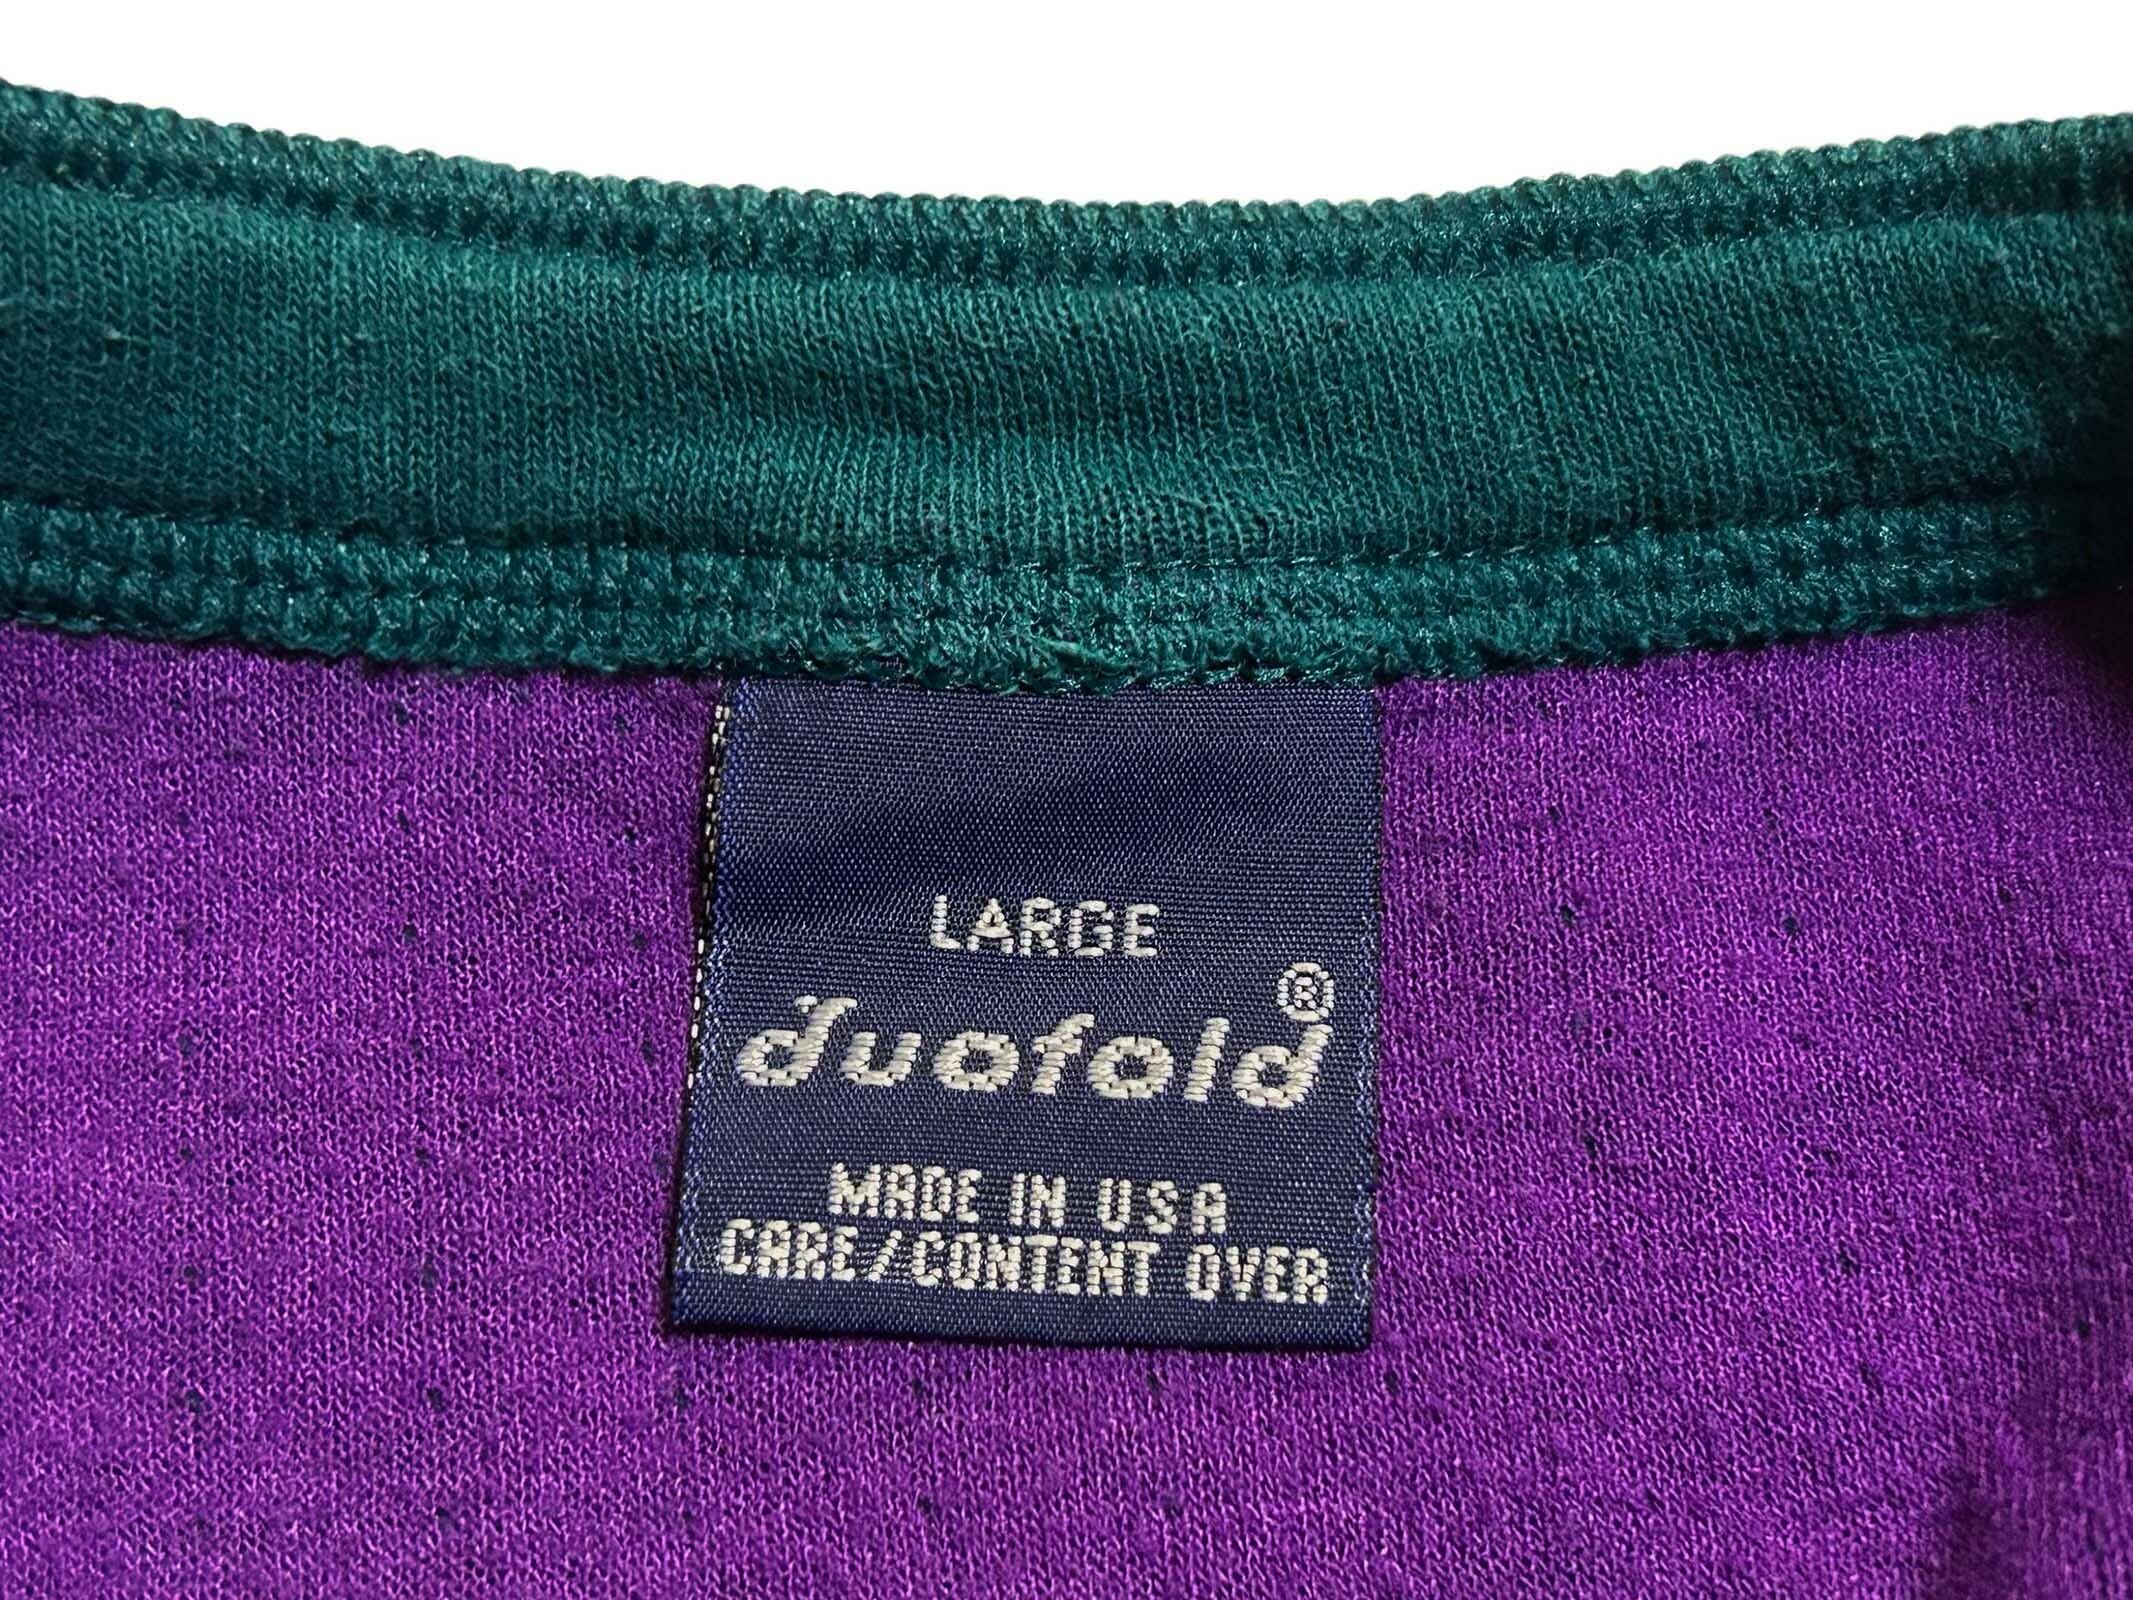 LARGE
duofold®
MADE IN USA
CARE/CONTENT OVER